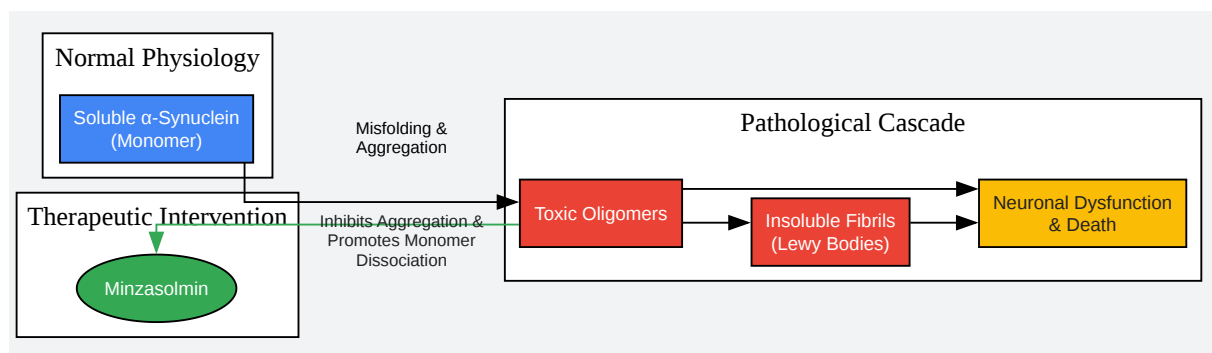 Normal Physiology
Soluble α-Synuclein
(Monomer)
Misfolding &
Aggregation
Pathological Cascade
Toxic Oligomers
Insoluble Fibrils
(Lewy Bodies)
Neuronal Dysfunction
& Death
Therapeutic Intervention
Inhibits Aggregation &
Promotes Monomer
Dissociation
Minzasolmin